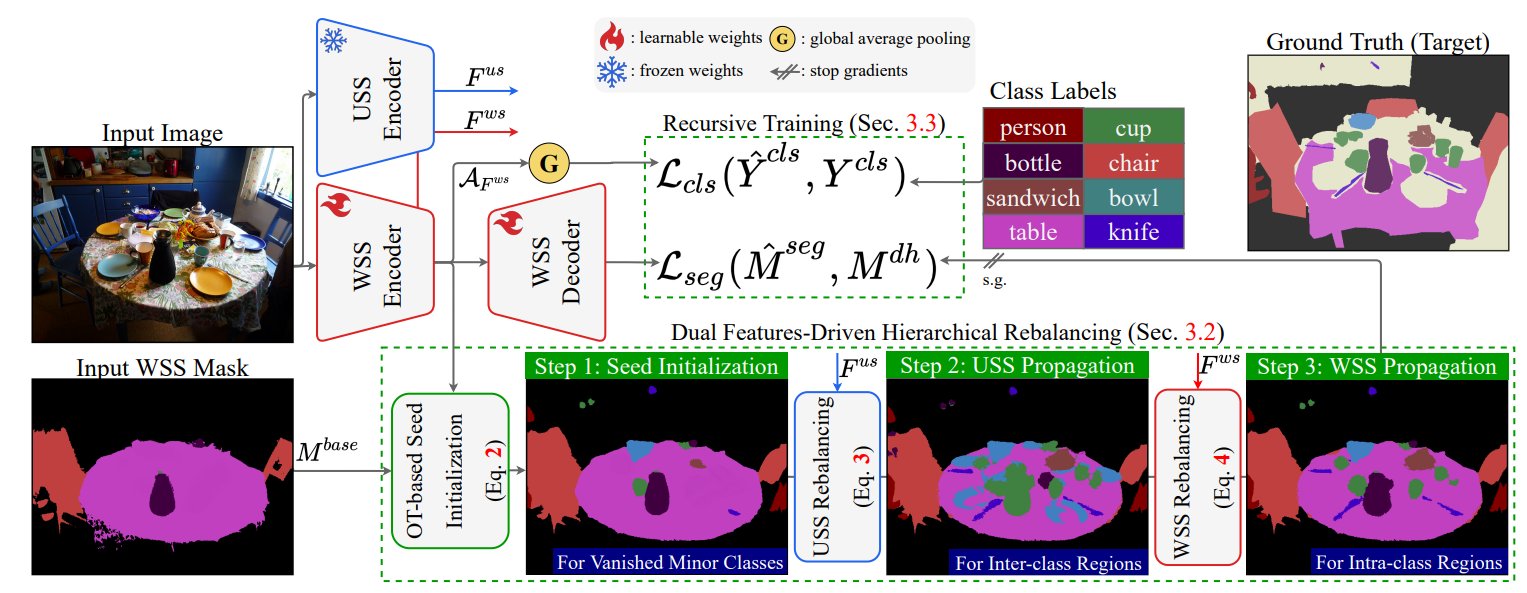 : learnable weights
G : global average pooling
: frozen weights
: stop gradients
Ground Truth (Target)
Input Image
USS Encoder
F^{us}
F^{ws}
Class Labels
person cup
bottle chair
sandwich bowl
table knife
Recursive Training (Sec. 3.3)
A_{F^{ws}}
G
L_{cls}(Ŷ^{cls}, Y^{cls})
WSS Encoder
WSS Decoder
L_{seg}(M̂^{seg}, M^{dh})
s.g.
Dual Features-Driven Hierarchical Rebalancing (Sec. 3.2)
Input WSS Mask
M^{base}
OT-based Seed
Initialization
(Eq. 2)
Step 1: Seed Initialization
For Vanished Minor Classes
F^{us}
USS Rebalancing
(Eq. 3)
Step 2: USS Propagation
For Inter-class Regions
F^{ws}
WSS Rebalancing
(Eq. 4)
Step 3: WSS Propagation
For Intra-class Regions